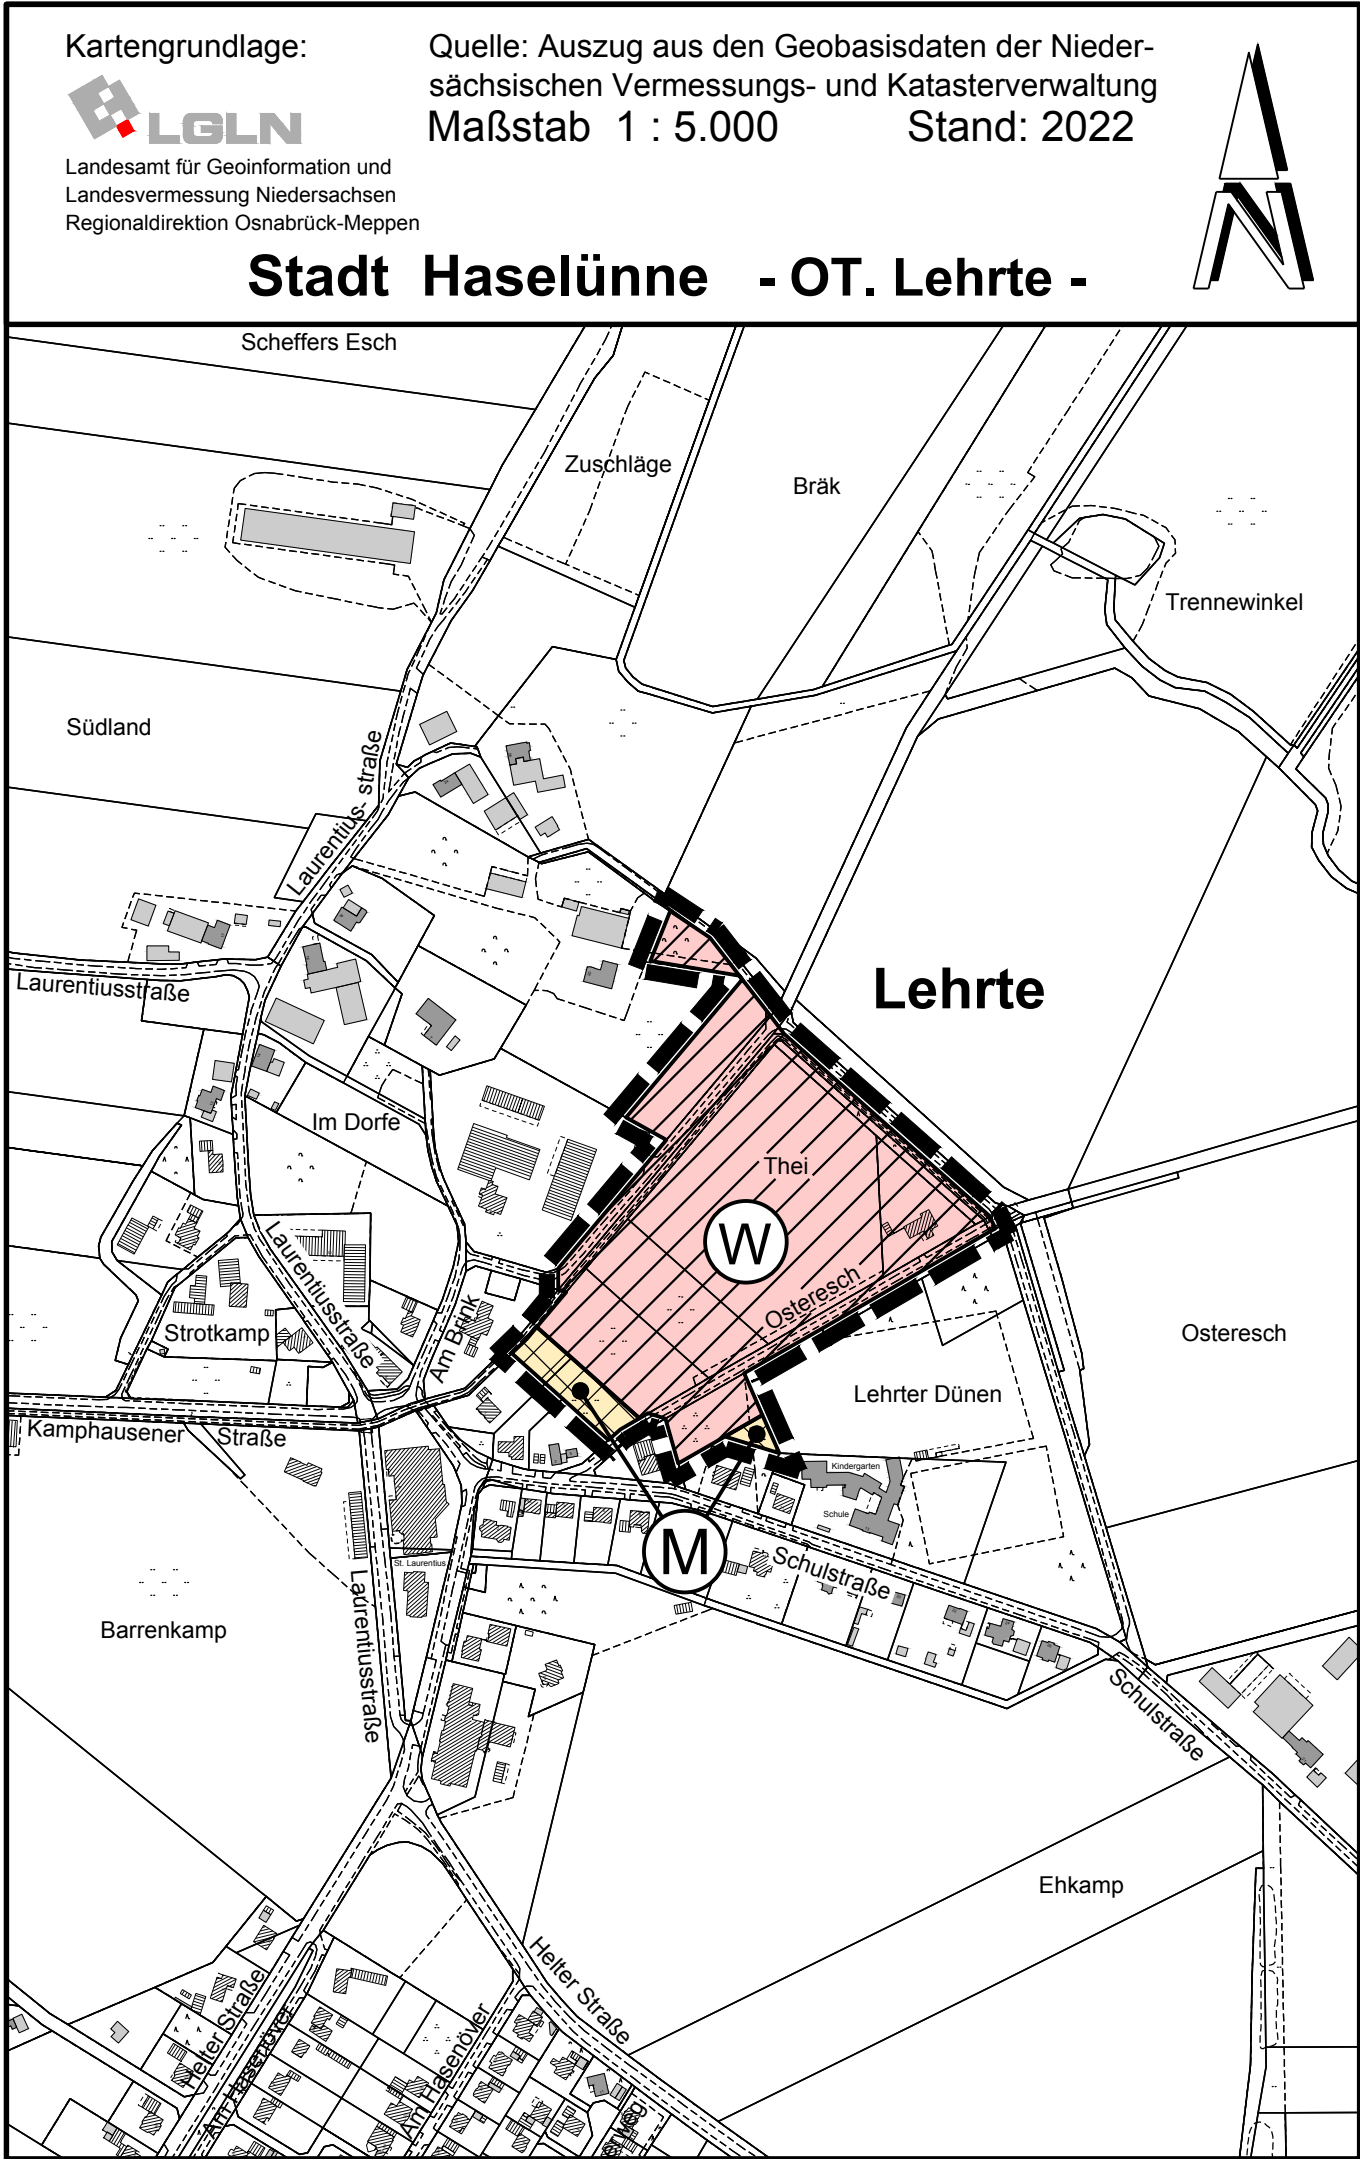 Kartengrundlage:
Quelle: Auszug aus den Geobasisdaten der Nieder-
sächsischen Vermessungs- und Katasterverwaltung
Maßstab 1 : 5.000 Stand: 2022
LGLN
Landesamt für Geoinformation und
Landesvermessung Niedersachsen
Regionaldirektion Osnabrück-Meppen
N
Stadt Haselünne - OT. Lehrte -
Scheffers Esch
Zuschläge
Bräk
Trennewinkel
Südland
Laurentius- straße
Laurentiusstraße
Lehrte
Im Dorfe
Thei
W
Laurentiusstraße
Osteresch
Strotkamp
Am Brink
Osteresch
Lehrter Dünen
Kamphausener Straße
Kindergarten
Schule
St. Laurentius
M
Schulstraße
Laurentiusstraße
Barrenkamp
Schulstraße
Ehkamp
Helter Straße
Helter Straße
Am Hasenöver
Am Hasenöver
erweg